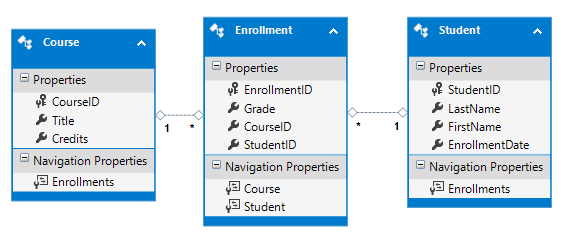 Course
Properties
CourseID
Title
Credits
Navigation Properties
Enrollments
1
*
Enrollment
Properties
EnrollmentID
Grade
CourseID
StudentID
Navigation Properties
Course
Student
*
1
Student
Properties
StudentID
LastName
FirstName
EnrollmentDate
Navigation Properties
Enrollments